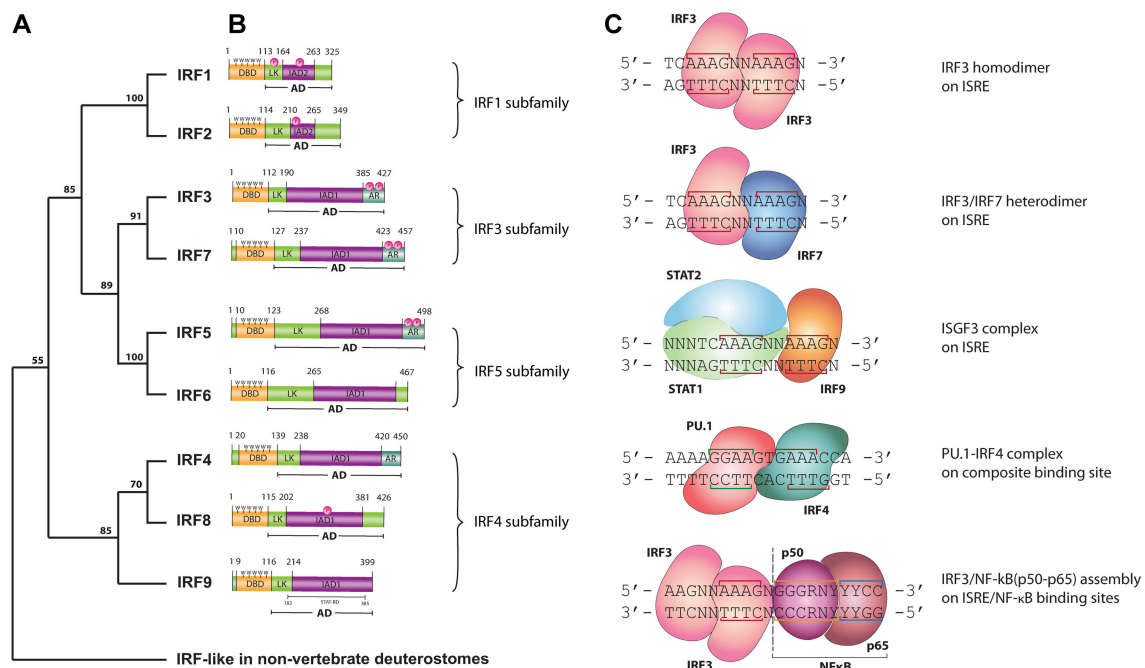 A
B
C
1 113 164 263 325
W W W W W
P P
DBD LK IAD2
AD
IRF1
100
1 114 210 265 349
W W W W W
P
DBD LK IAD2
AD
IRF2
IRF1 subfamily
85
1 112 190 385 427
W W W W W
P P
DBD LK IAD1 AR
AD
IRF3
91
1 10 127 237 423 457
W W W W W
P P
DBD LK IAD1 AR
AD
IRF7
IRF3 subfamily
89
1 10 123 268 498
W W W W W
P P
DBD LK IAD1 AR
AD
IRF5
55
100
1 116 265 467
W W W W W
DBD LK IAD1
AD
IRF6
IRF5 subfamily
1 20 139 238 420 450
W W W W W
DBD LK IAD1 AR
AD
IRF4
70
1 115 202 381 426
W W W W W
P
DBD LK IAD1
AD
IRF8
85
1 9 116 214 399
W W W W W
DBD LK IAD1
182 STAT-BD 385
AD
IRF9
IRF4 subfamily
IRF-like in non-vertebrate deuterostomes
IRF3
5′ - TCAAAGNNAAAGN -3′
3′ - AGTTTCNNTTTCN -5′
IRF3
IRF3 homodimer
on ISRE
IRF3
5′ - TCAAAGNNAAAGN -3′
3′ - AGTTTCNNTTTCN -5′
IRF7
IRF3/IRF7 heterodimer
on ISRE
STAT2
5′ - NNNTCAAAGNNAAAGN -3′
3′ - NNNAGTTTCNNTTTCN -5′
STAT1 IRF9
ISGF3 complex
on ISRE
PU.1
5′ - AAAAGGAAGTGAAACCA -3′
3′ - TTTTCCTTCACTTTGGT -5′
IRF4
PU.1-IRF4 complex
on composite binding site
IRF3 p50
5′ - AAGNNAAAGNGGGRNYYYCC -3′
3′ - TTCNNTTTCNCCCRNYYYGG -5′
IRF3 p65
NFκB
IRF3/NF-kB(p50-p65) assembly
on ISRE/NF-κB binding sites